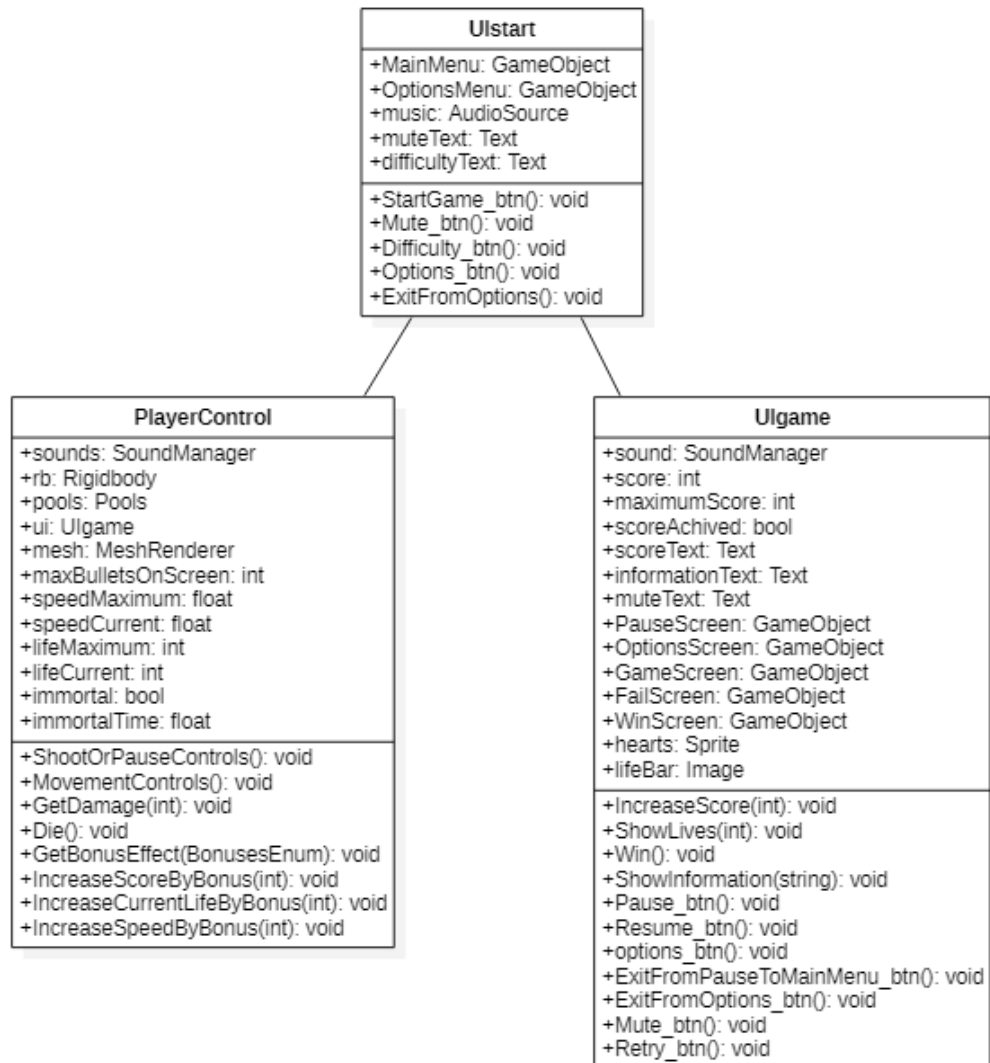 UIstart
+MainMenu: GameObject
+OptionsMenu: GameObject
+music: AudioSource
+muteText: Text
+difficultyText: Text
+StartGame_btn(): void
+Mute_btn(): void
+Difficulty_btn(): void
+Options_btn(): void
+ExitFromOptions(): void
PlayerControl
+sounds: SoundManager
+rb: Rigidbody
+pools: Pools
+ui: UIgame
+mesh: MeshRenderer
+maxBulletsOnScreen: int
+speedMaximum: float
+speedCurrent: float
+lifeMaximum: int
+lifeCurrent: int
+immortal: bool
+immortalTime: float
+ShootOrPauseControls(): void
+MovementControls(): void
+GetDamage(int): void
+Die(): void
+GetBonusEffect(BonusesEnum): void
+IncreaseScoreByBonus(int): void
+IncreaseCurrentLifeByBonus(int): void
+IncreaseSpeedByBonus(int): void
UIgame
+sound: SoundManager
+score: int
+maximumScore: int
+scoreAchived: bool
+scoreText: Text
+informationText: Text
+muteText: Text
+PauseScreen: GameObject
+OptionsScreen: GameObject
+GameScreen: GameObject
+FailScreen: GameObject
+WinScreen: GameObject
+hearts: Sprite
+lifeBar: Image
+IncreaseScore(int): void
+ShowLives(int): void
+Win(): void
+ShowInformation(string): void
+Pause_btn(): void
+Resume_btn(): void
+options_btn(): void
+ExitFromPauseToMainMenu_btn(): void
+ExitFromOptions_btn(): void
+Mute_btn(): void
+Retry_btn(): void